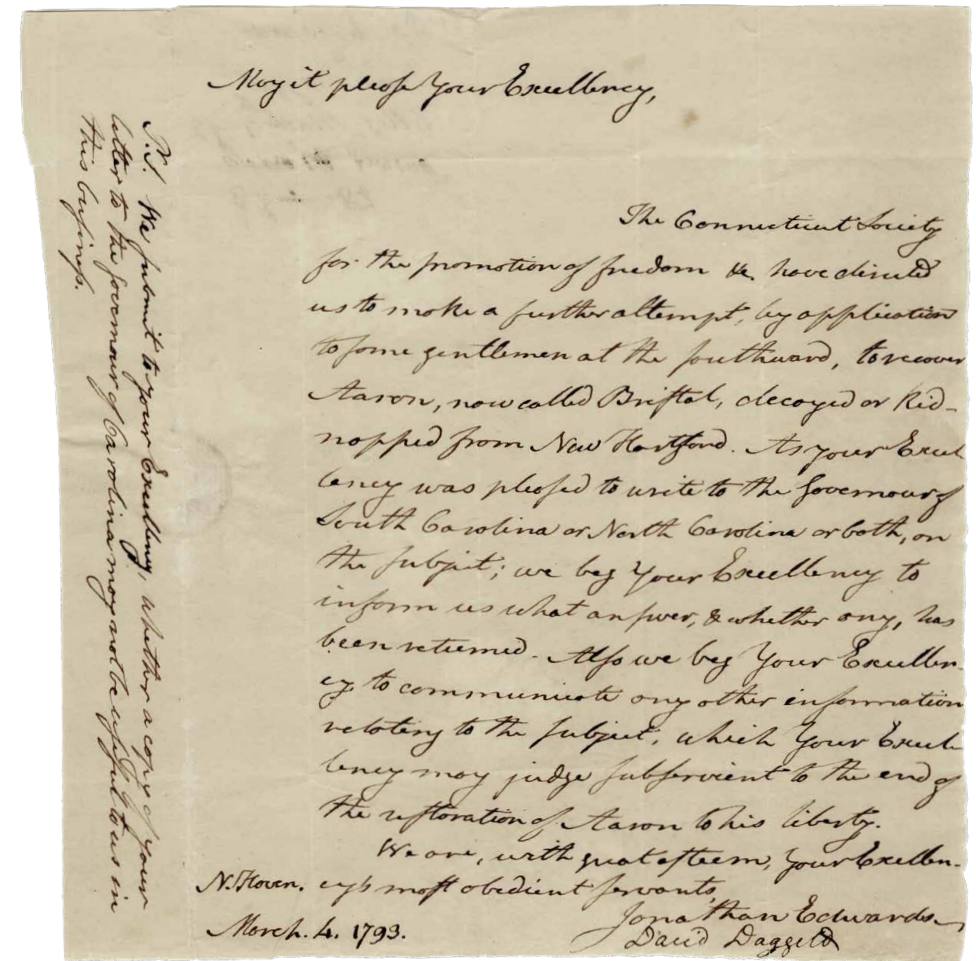 May it please Your Excellency,
The Connecticut Society
for the promotion of freedom &c. have directed
us to make a further attempt, by application
to some gentlemen at the southward, to recover
Aaron, now called Bristol, decoyed or kid-
napped from New Hartford. As your Excel
lency was pleased to write to the Governour of
South Carolina or North Carolina or both, on
the subject; we beg Your Excellency to
inform us what answer, & whether any, has
been returned. Also we beg Your Excellen-
cy to communicate any other information
relating to the subject, which Your Excel-
lency may judge subservient to the end of
the restoration of Aaron to his liberty.
We are, with great esteem, Your Excellen-
cy's most obedient servants,
Jonathan Edwards
David Daggett
N. Haven.
March. 4. 1793.
P.S. We submit to your Excellency, whether a copy of your
letter to the Governour of Carolina may not be useful to us in
this business.